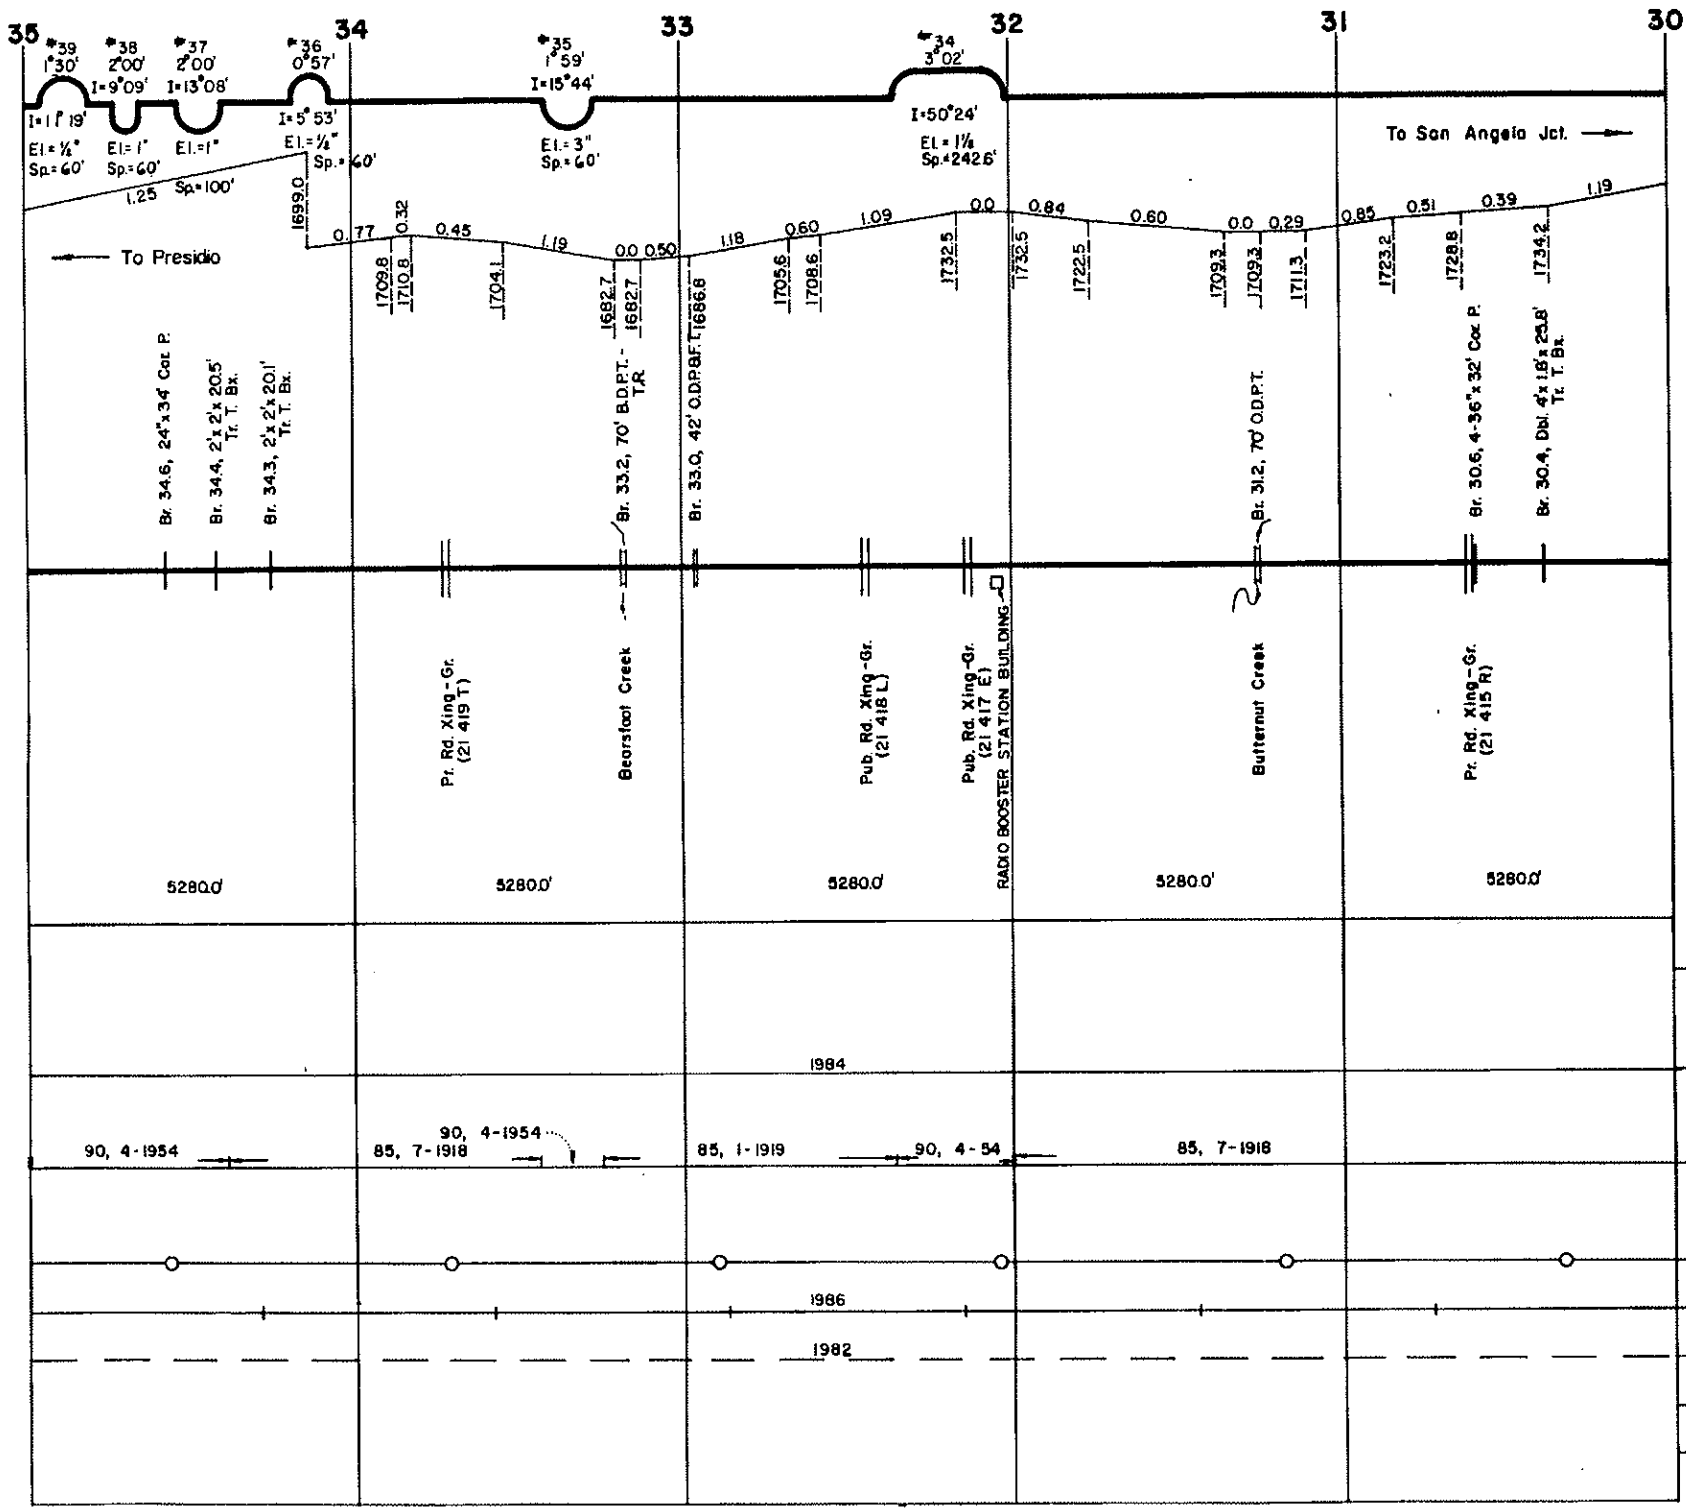 35
34
33
32
31
30
#39
1°30'
I=11°19'
El.=½"
Sp.=60'
#38
2°00'
I=9°09'
El.=1"
Sp.=60'
#37
2°00'
I=13°08'
El.=1"
Sp.=100'
#36
0°57'
I=5°53'
El.=½"
Sp.=60'
#35
1°59'
I=15°44'
El.=3"
Sp.=60'
#34
3°02'
I=50°24'
El.=1½
Sp.=242.6'
To San Angelo Jct.
To Presidio
1.25
0.77
0.32
0.45
1.19
0.0
0.50
1.18
0.60
1.09
0.0
0.84
0.60
0.0
0.29
0.85
0.51
0.39
1.19
1699.0
1709.8
1710.8
1704.1
1682.7
1682.7
1686.8
1705.6
1708.6
1732.5
1732.5
1722.5
1709.3
1709.3
1711.3
1723.2
1728.8
1734.2
Br. 34.6, 24"x34' Cor. P.
Br. 34.4, 2'x 2'x 20.5'
Tr. T. Bx.
Br. 34.3, 2'x 2'x 20.1'
Tr. T. Bx.
Br. 33.2, 70' B.D.P.T. -
T.R.
Br. 33.0, 42' O.D.P.&F.T.
Br. 31.2, 70' O.D.P.T.
Br. 30.6, 4-36"x 32' Cor. P.
Br. 30.4, Dbl. 4'x 1.8'x 25.8'
Tr. T. Bx.
Pr. Rd. Xing-Gr.
(21 419 T)
Bearsfoot Creek
Pub. Rd. Xing-Gr.
(21 418 L)
Pub. Rd. Xing-Gr.
(21 417 E)
RADIO BOOSTER STATION BUILDING
Butternut Creek
Pr. Rd. Xing-Gr.
(21 415 R)
5280.0'
5280.0'
5280.0'
5280.0'
5280.0'
1984
90, 4-1954
85, 7-1918
90, 4-1954
85, 1-1919
90, 4-54
85, 7-1918
1986
1982